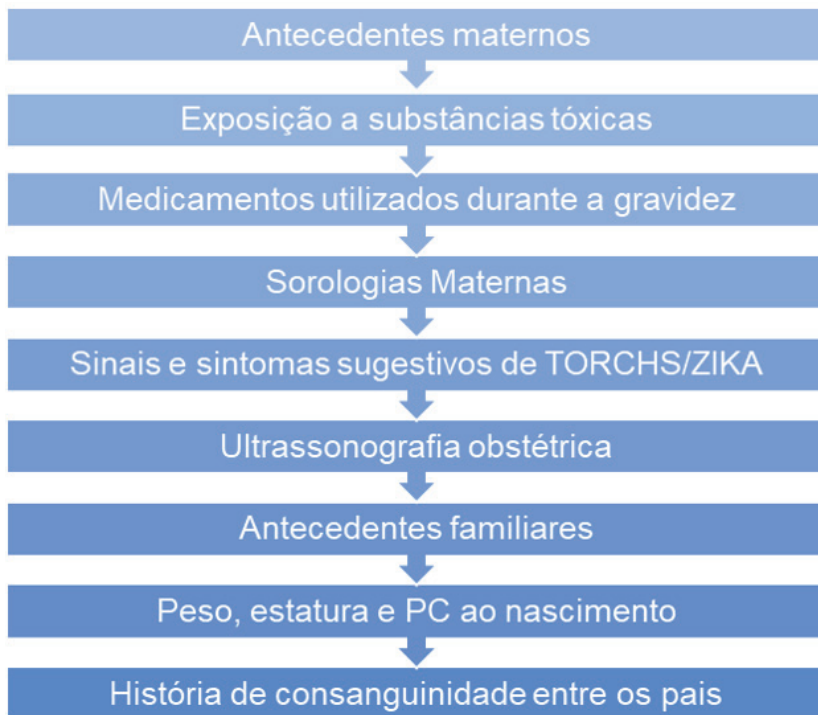 Antecedentes maternos
Exposição a substâncias tóxicas
Medicamentos utilizados durante a gravidez
Sorologias Maternas
Sinais e sintomas sugestivos de TORCHS/ZIKA
Ultrassonografia obstétrica
Antecedentes familiares
Peso, estatura e PC ao nascimento
História de consanguinidade entre os pais